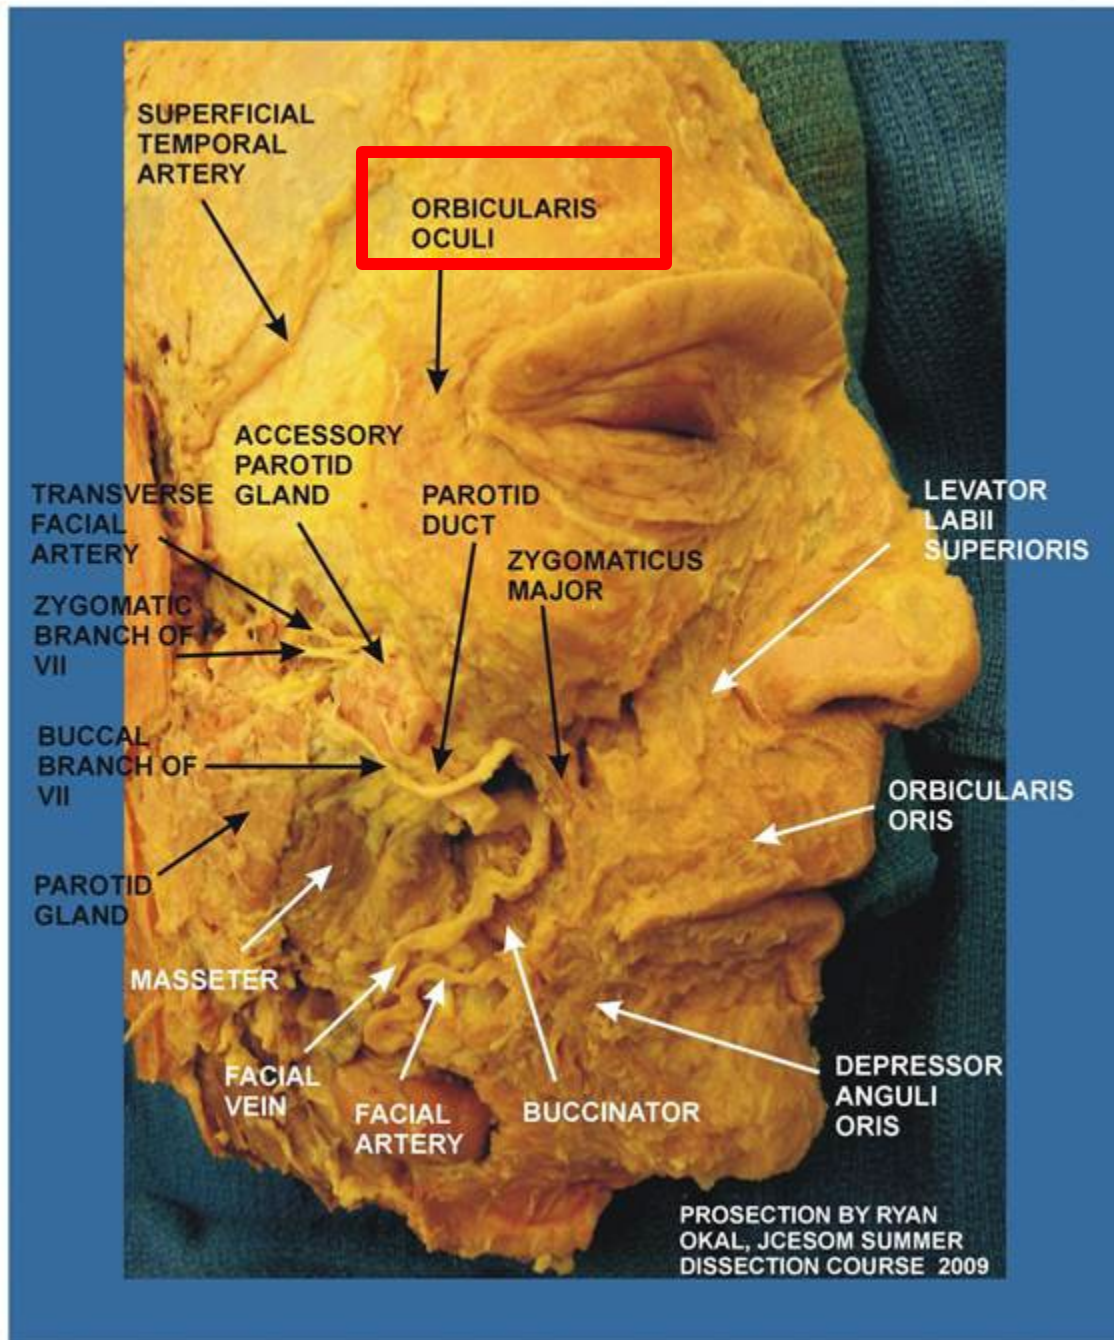 SUPERFICIAL
TEMPORAL
ARTERY
ORBICULARIS
OCULI
ACCESSORY
PAROTID
GLAND
TRANSVERSE
FACIAL
ARTERY
PAROTID
DUCT
LEVATOR
LABII
SUPERIORIS
ZYGOMATICUS
MAJOR
ZYGOMATIC
BRANCH OF
VII
BUCCAL
BRANCH OF
VII
ORBICULARIS
ORIS
PAROTID
GLAND
MASSETER
FACIAL
VEIN
FACIAL
ARTERY
BUCCINATOR
DEPRESSOR
ANGULI
ORIS
PROSECTION BY RYAN
OKAL, JCESOM SUMMER
DISSECTION COURSE 2009